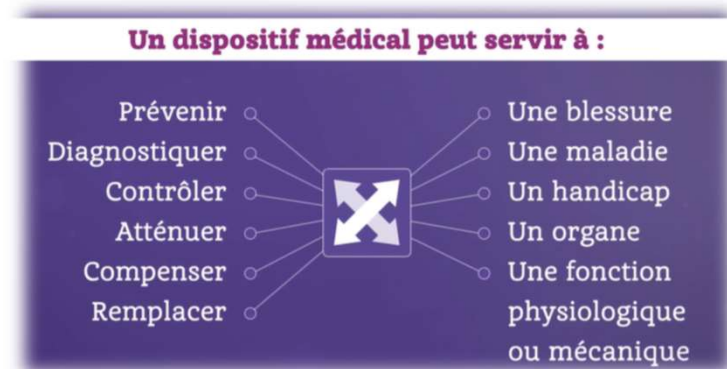 Un dispositif médical peut servir à :
Prévenir
Diagnostiquer
Contrôler
Atténuer
Compenser
Remplacer
Une blessure
Une maladie
Un handicap
Un organe
Une fonction
physiologique
ou mécanique